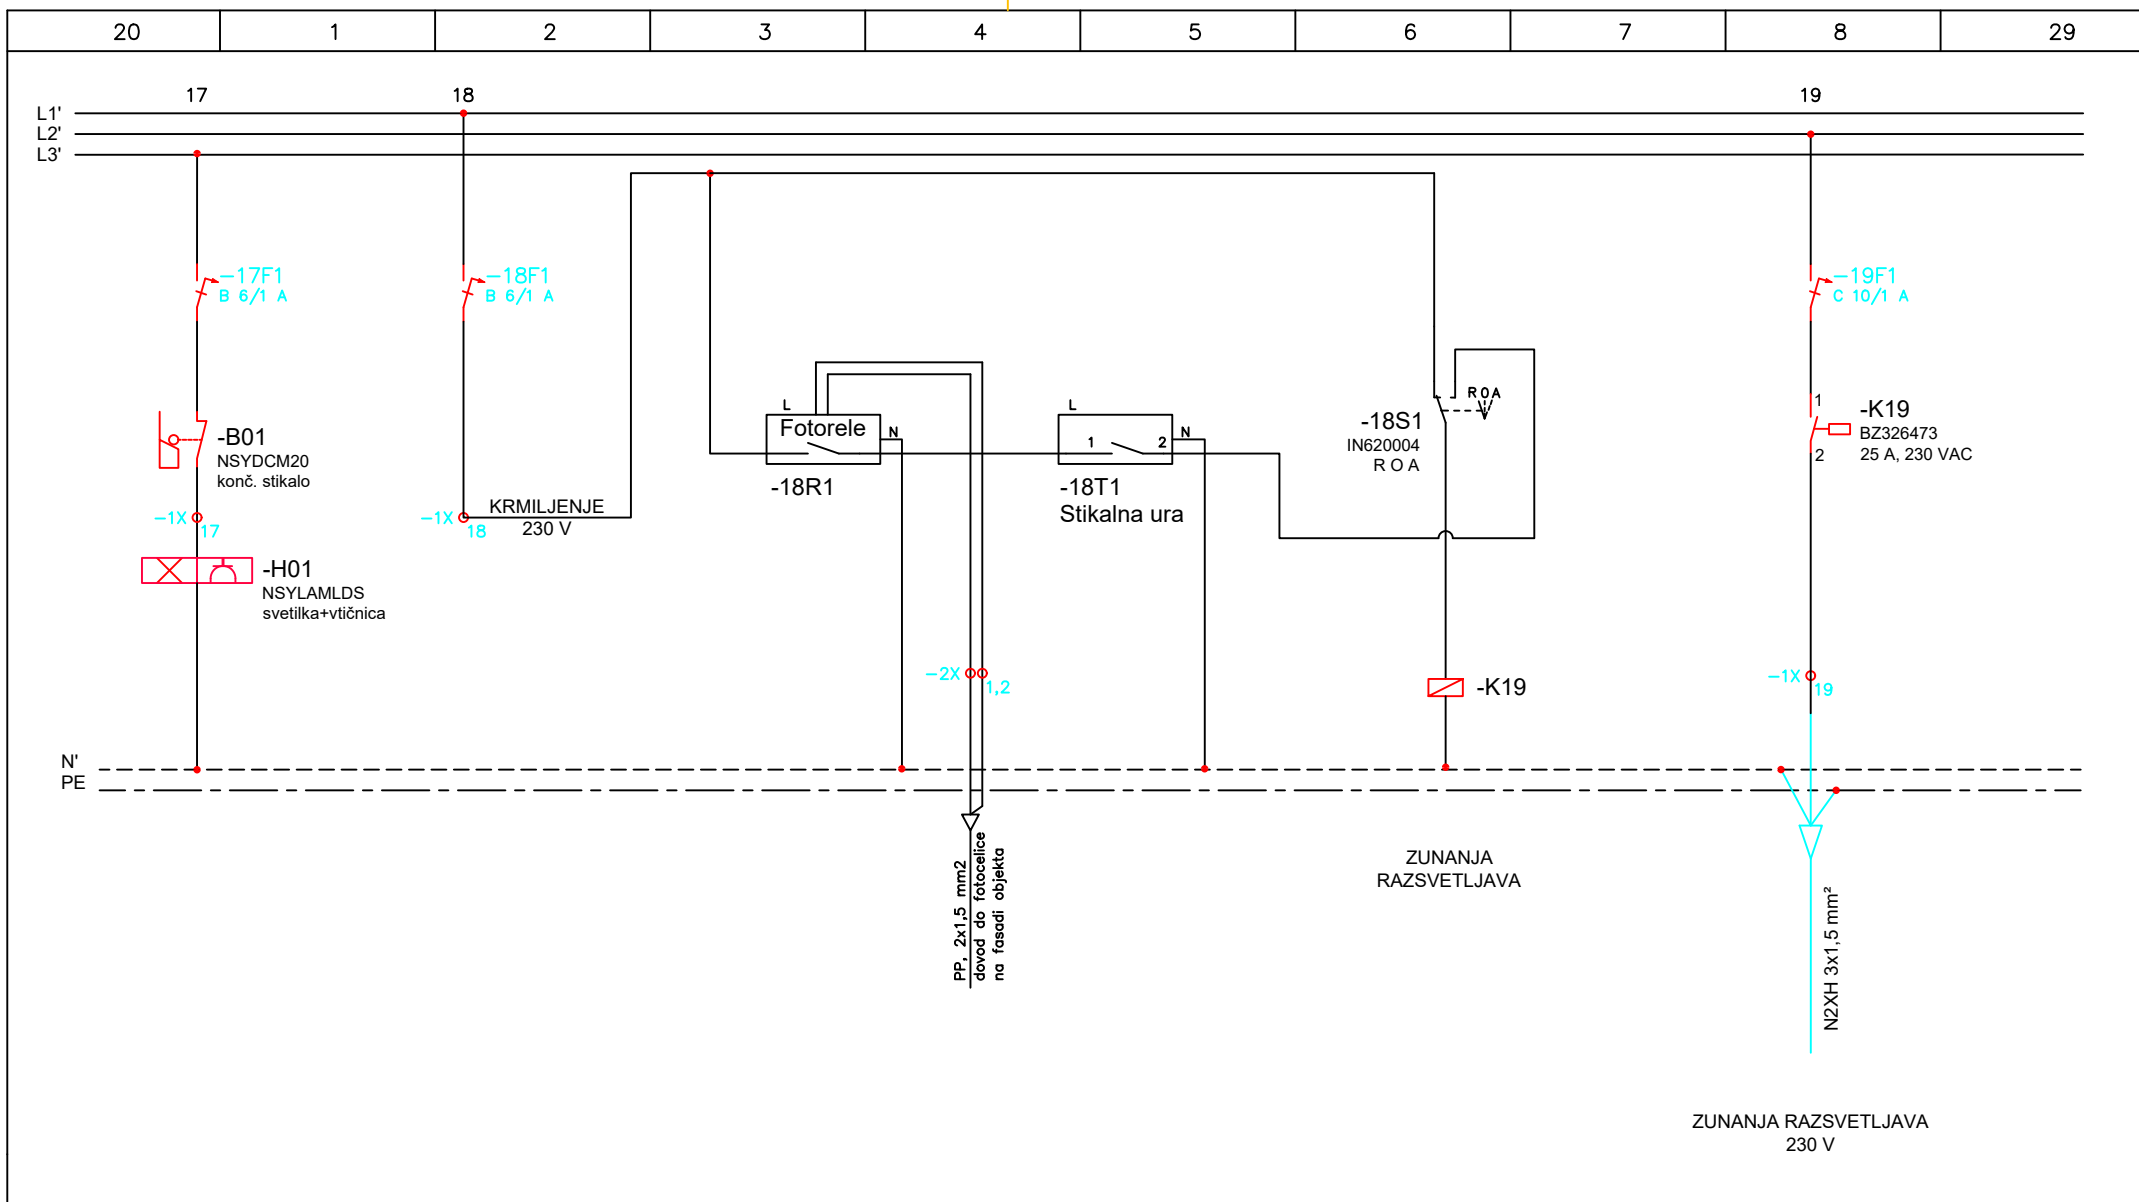 20 1 2 3 4 5 6 7 8 29
17 18 19
L1'
L2'
L3'
-17F1
B 6/1 A
-18F1
B 6/1 A
-19F1
C 10/1 A
-B01
NSYDCM20
konč. stikalo
-1X
17
-H01
NSYLAMLDS
svetilka+vtičnica
-1X
18
KRMILJENJE
230 V
L
Fotorele
N
-18R1
L
1 2
N
-18T1
Stikalna ura
R 0 A
-18S1
IN620004
R O A
1
-K19
BZ326473
25 A, 230 VAC
2
-2X
1,2
-K19
-1X
19
N'
PE
PP, 2x1,5 mm2
dovod do fotocelice
na fasadi objekta
ZUNANJA
RAZSVETLJAVA
N2XH 3x1,5 mm²
ZUNANJA RAZSVETLJAVA
230 V